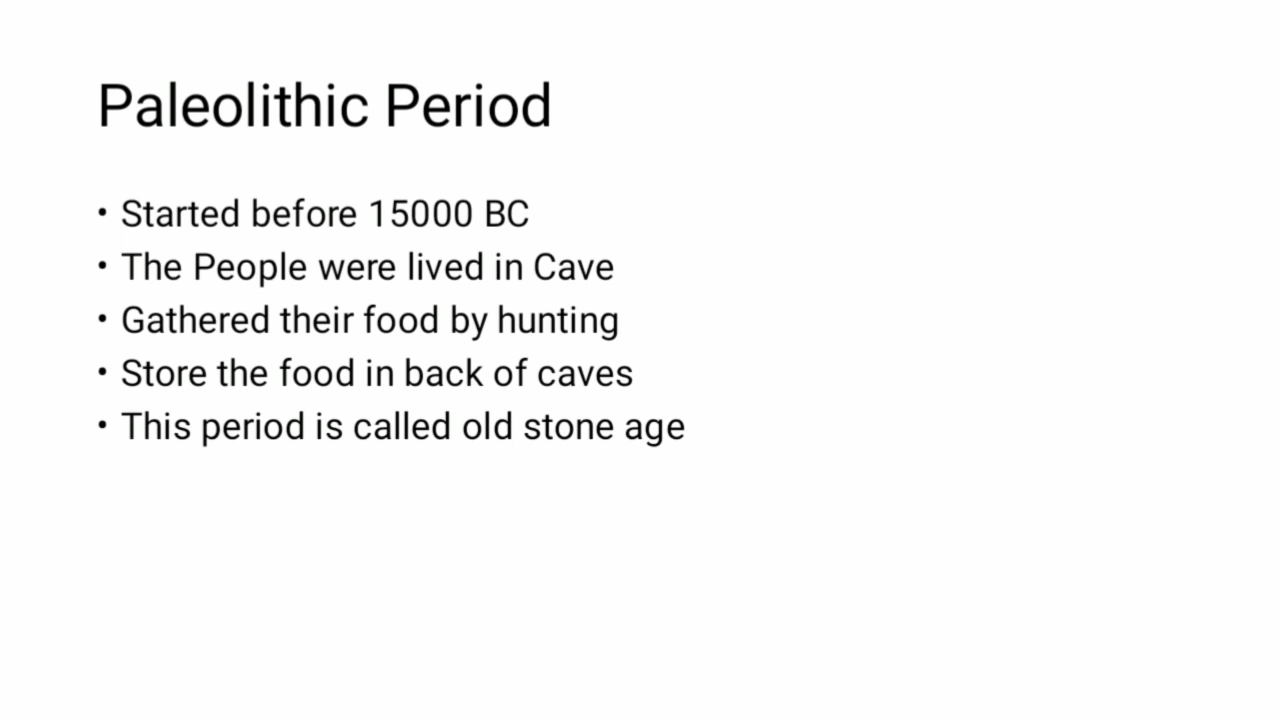 Paleolithic Period
• Started before 15000 BC
• The People were lived in Cave
• Gathered their food by hunting
• Store the food in back of caves
• This period is called old stone age